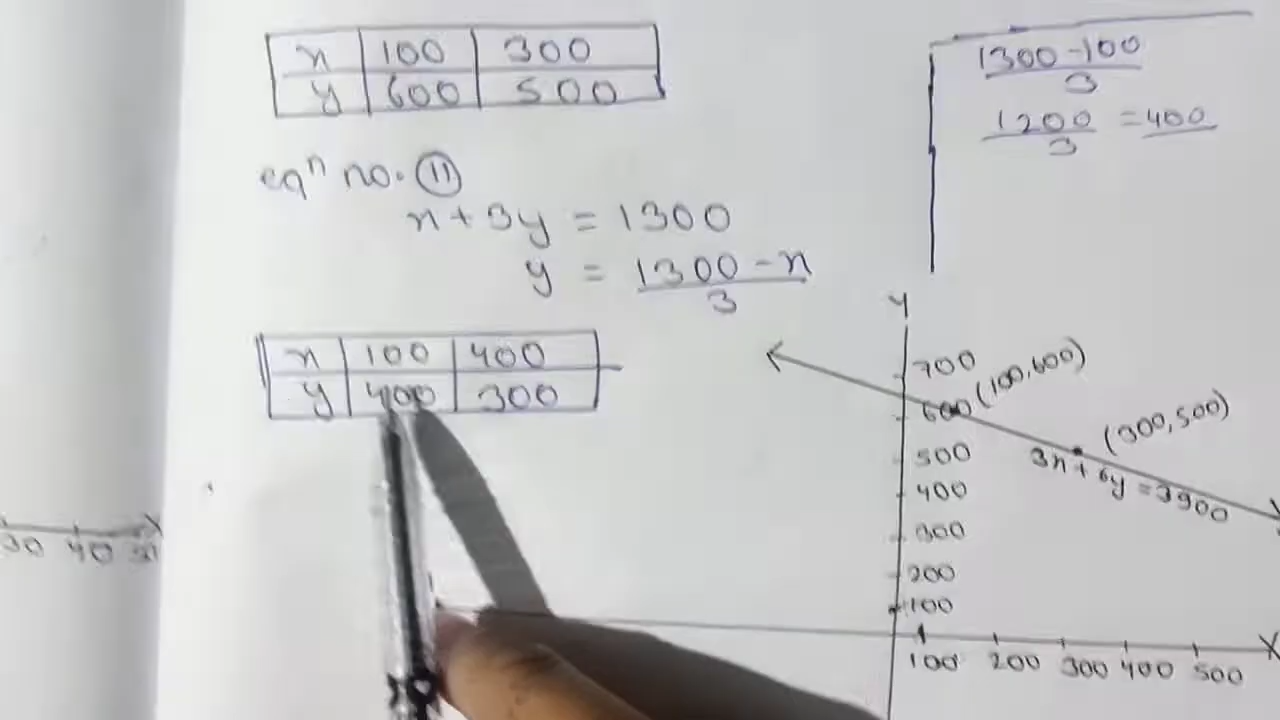 x 100 300
y 600 500
eqⁿ no. 11
x + 3y = 1300
y = 1300 - x / 3
x 100 400
y 400 300
1300 - 100 / 3
1200 / 3 = 400
Y
700
600 (100,600)
(300,500)
500
3x + 6y = 3900
400
300
200
100
100 200 300 400 500 X
30 40 X